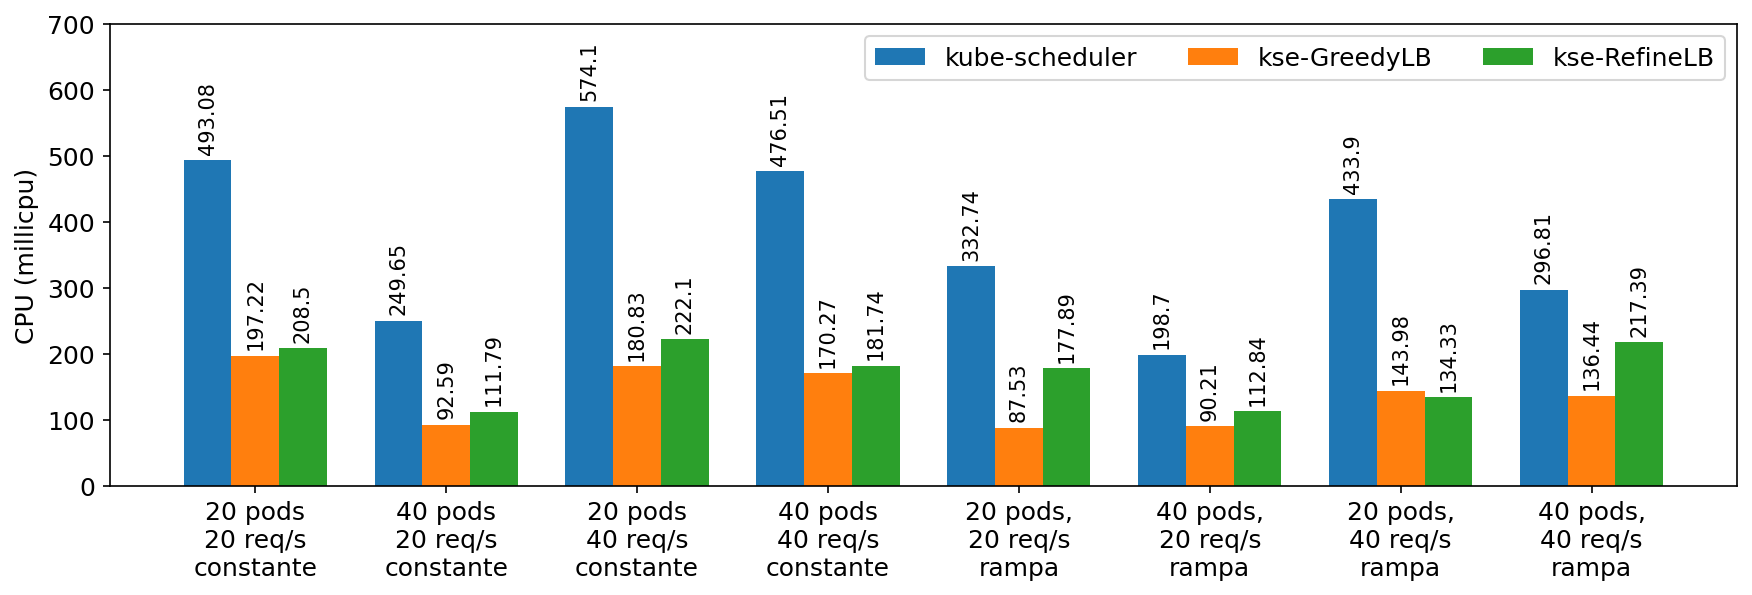 CPU (millicpu)
700
600
500
400
300
200
100
0
kube-scheduler
kse-GreedyLB
kse-RefineLB
493.08
197.22
208.5
249.65
92.59
111.79
574.1
180.83
222.1
476.51
170.27
181.74
332.74
87.53
177.89
198.7
90.21
112.84
433.9
143.98
134.33
296.81
136.44
217.39
20 pods
20 req/s
constante
40 pods
20 req/s
constante
20 pods
40 req/s
constante
40 pods
40 req/s
constante
20 pods,
20 req/s
rampa
40 pods,
20 req/s
rampa
20 pods,
40 req/s
rampa
40 pods,
40 req/s
rampa